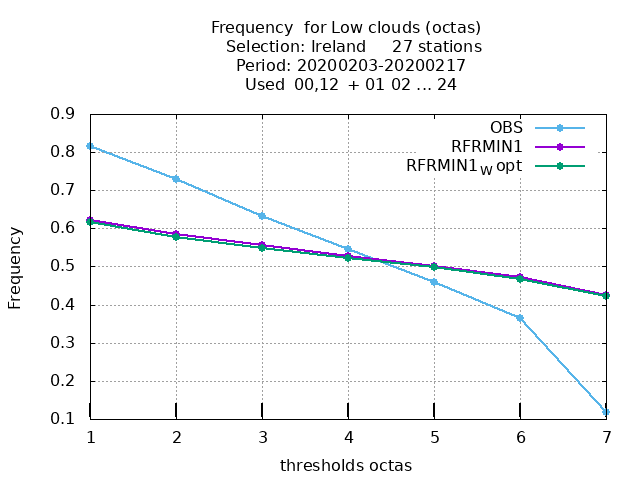 Frequency  for Low clouds (octas)
Selection: Ireland     27 stations
Period: 20200203-20200217
Used  00,12  + 01 02 ... 24
OBS
RFRMIN1
RFRMIN1_W opt
Frequency
0.9
0.8
0.7
0.6
0.5
0.4
0.3
0.2
0.1
1 2 3 4 5 6 7
thresholds octas